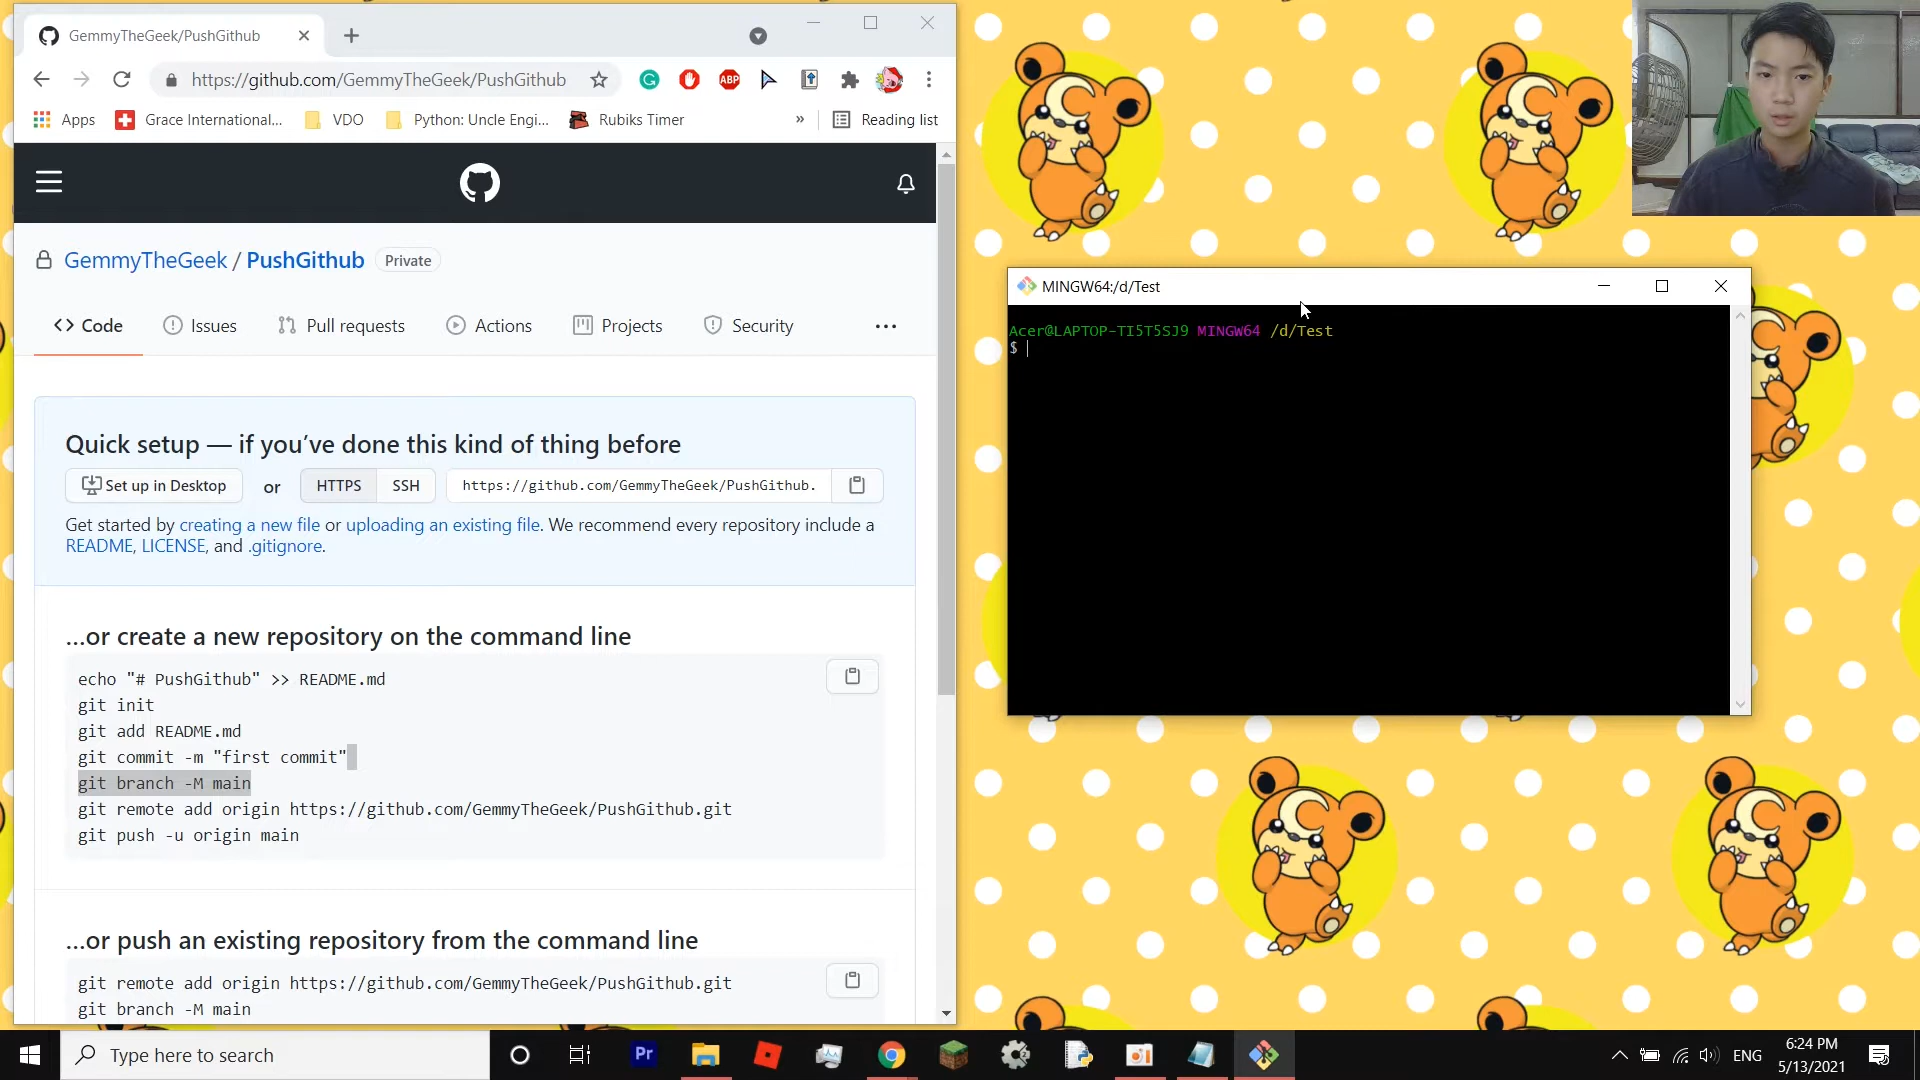 GemmyTheGeek/PushGithub
https://github.com/GemmyTheGeek/PushGithub
ABP
Apps
Grace International...
VDO
Python: Uncle Engi...
Rubiks Timer
»
Reading list
GemmyTheGeek / PushGithub Private
Code
Issues
Pull requests
Actions
Projects
Security
Quick setup — if you've done this kind of thing before
Set up in Desktop or HTTPS SSH https://github.com/GemmyTheGeek/PushGithub.
Get started by creating a new file or uploading an existing file. We recommend every repository include a
README, LICENSE, and .gitignore.
...or create a new repository on the command line
echo "# PushGithub" >> README.md
git init
git add README.md
git commit -m "first commit"
git branch -M main
git remote add origin https://github.com/GemmyTheGeek/PushGithub.git
git push -u origin main
...or push an existing repository from the command line
git remote add origin https://github.com/GemmyTheGeek/PushGithub.git
git branch -M main
MINGW64:/d/Test
Acer@LAPTOP-TI5T5SJ9 MINGW64 /d/Test
$
Type here to search
Pr
ENG
6:24 PM
5/13/2021